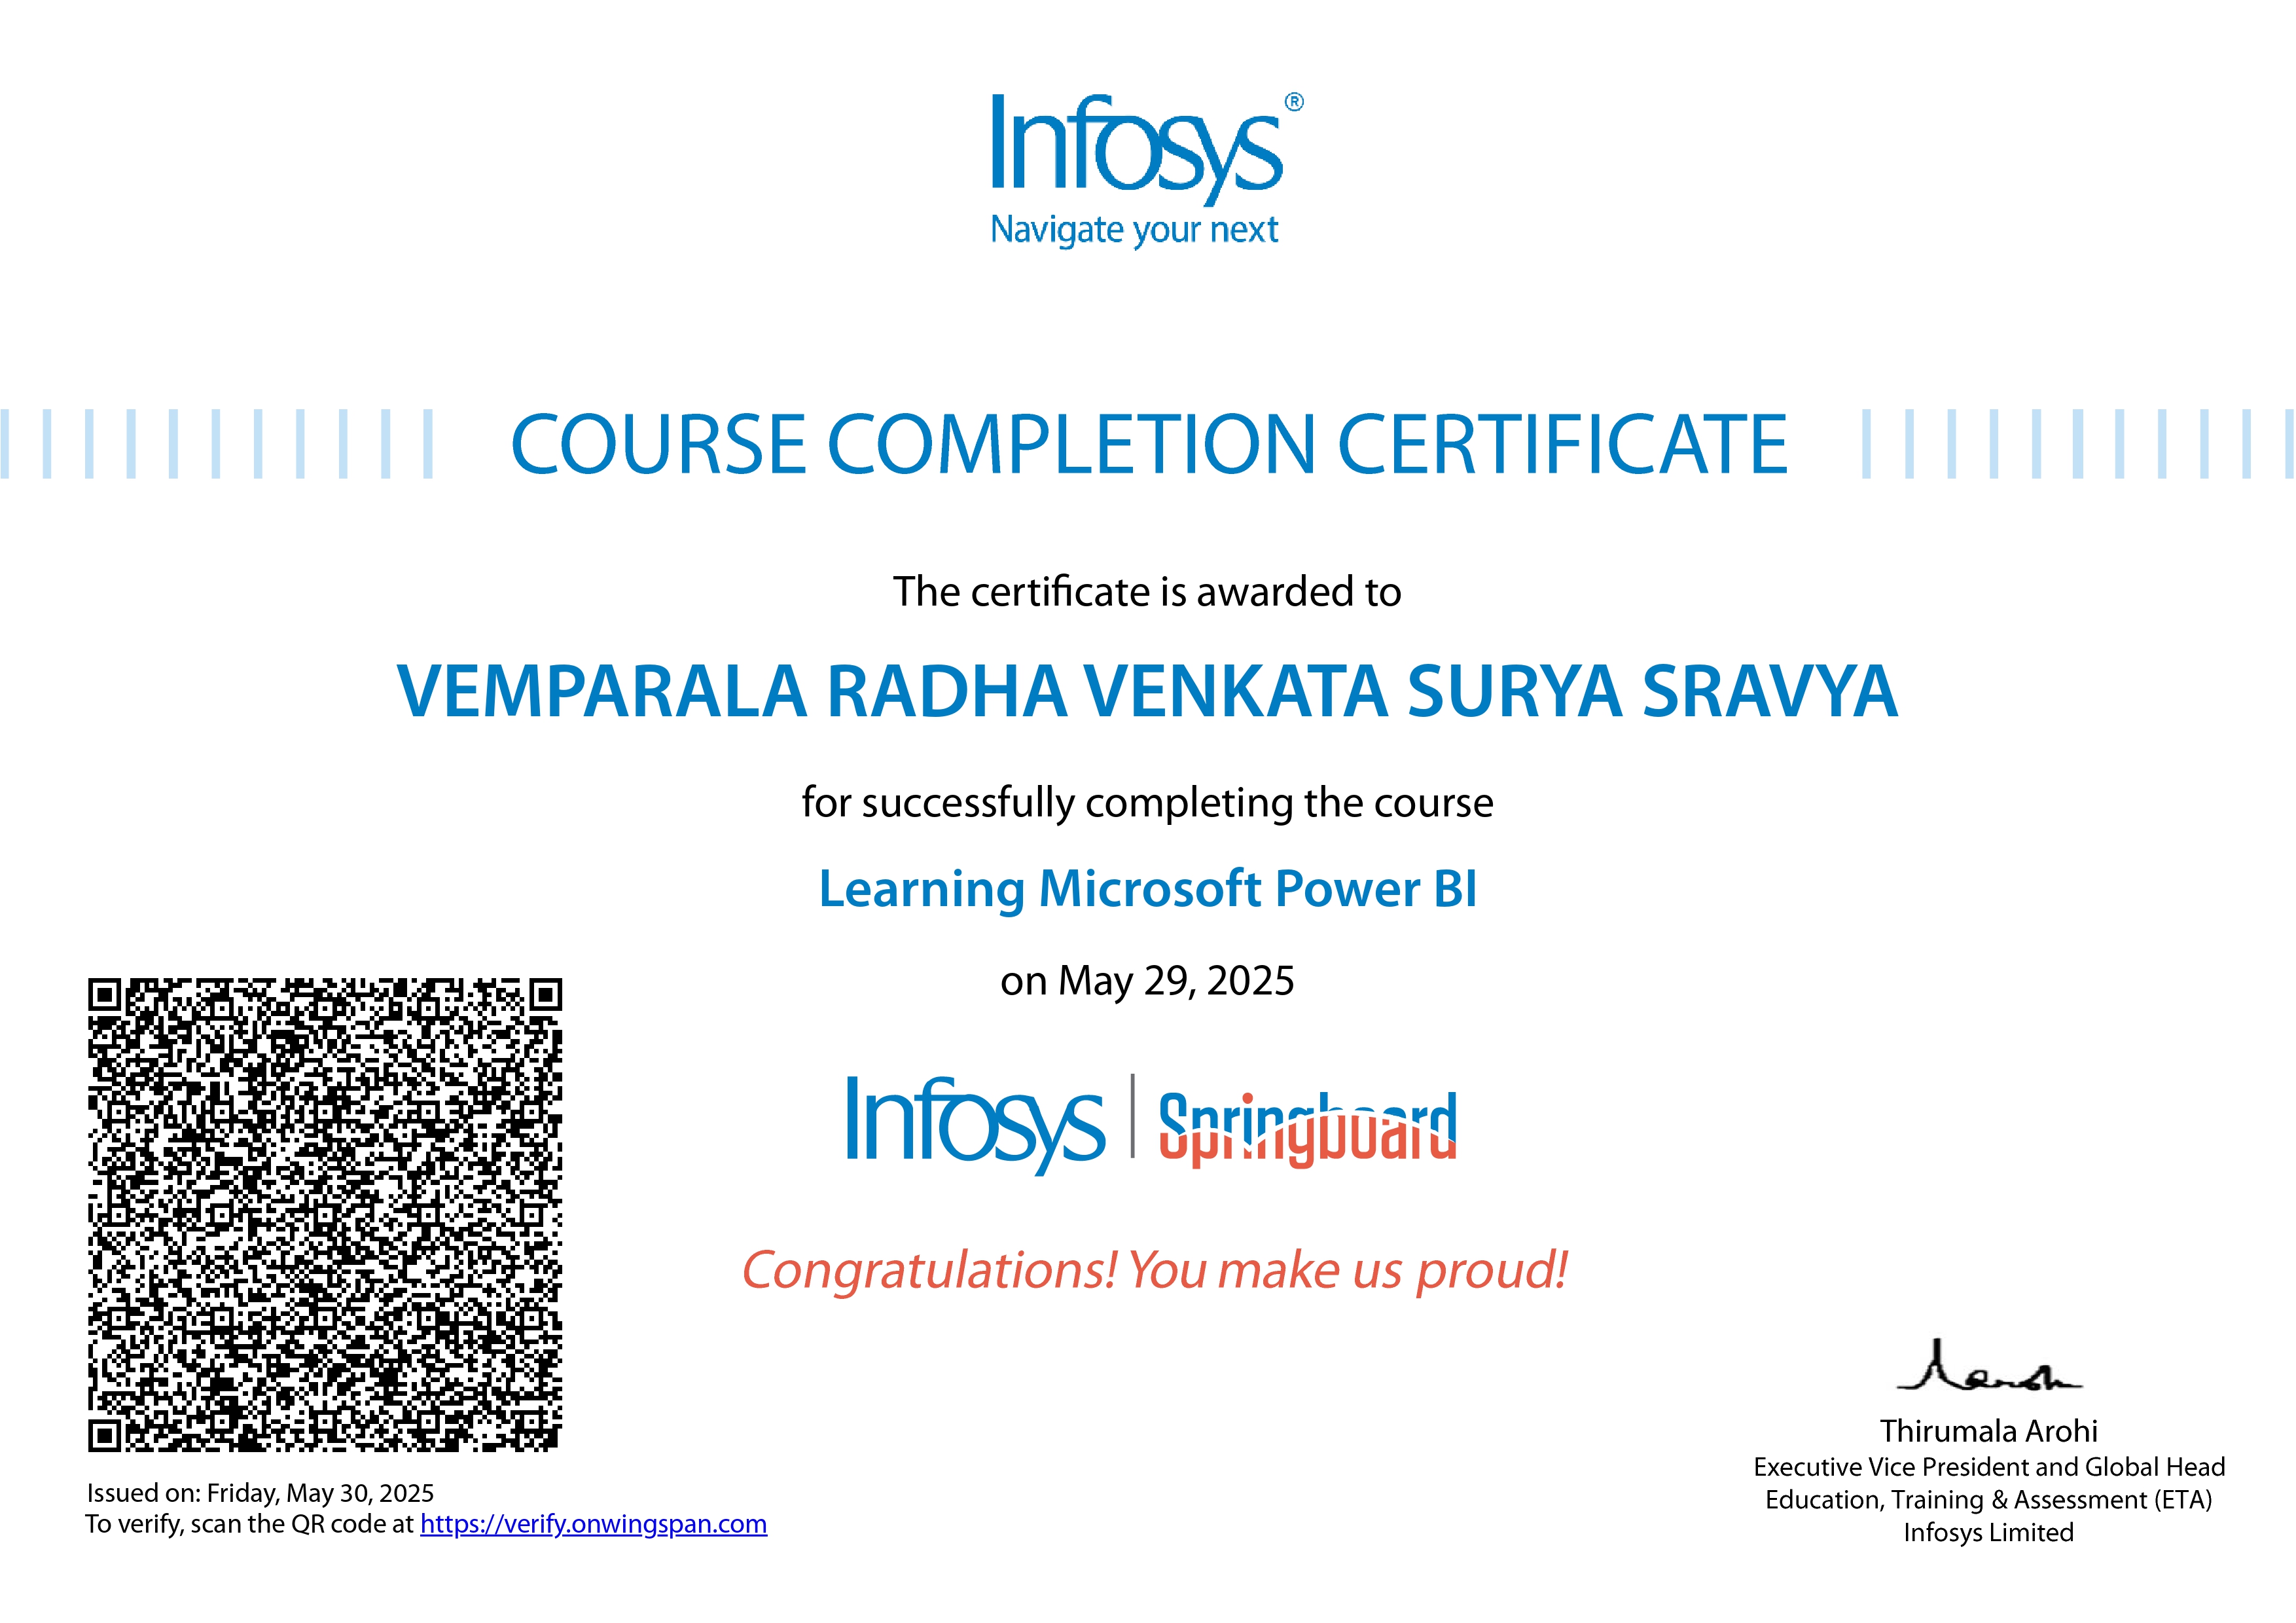 Infosys®
Navigate your next
COURSE COMPLETION CERTIFICATE
The certificate is awarded to
VEMPARALA RADHA VENKATA SURYA SRAVYA
for successfully completing the course
Learning Microsoft Power BI
on May 29, 2025
Infosys | Springboard
Congratulations! You make us proud!
Thirumala Arohi
Executive Vice President and Global Head
Education, Training & Assessment (ETA)
Infosys Limited
Issued on: Friday, May 30, 2025
To verify, scan the QR code at https://verify.onwingspan.com